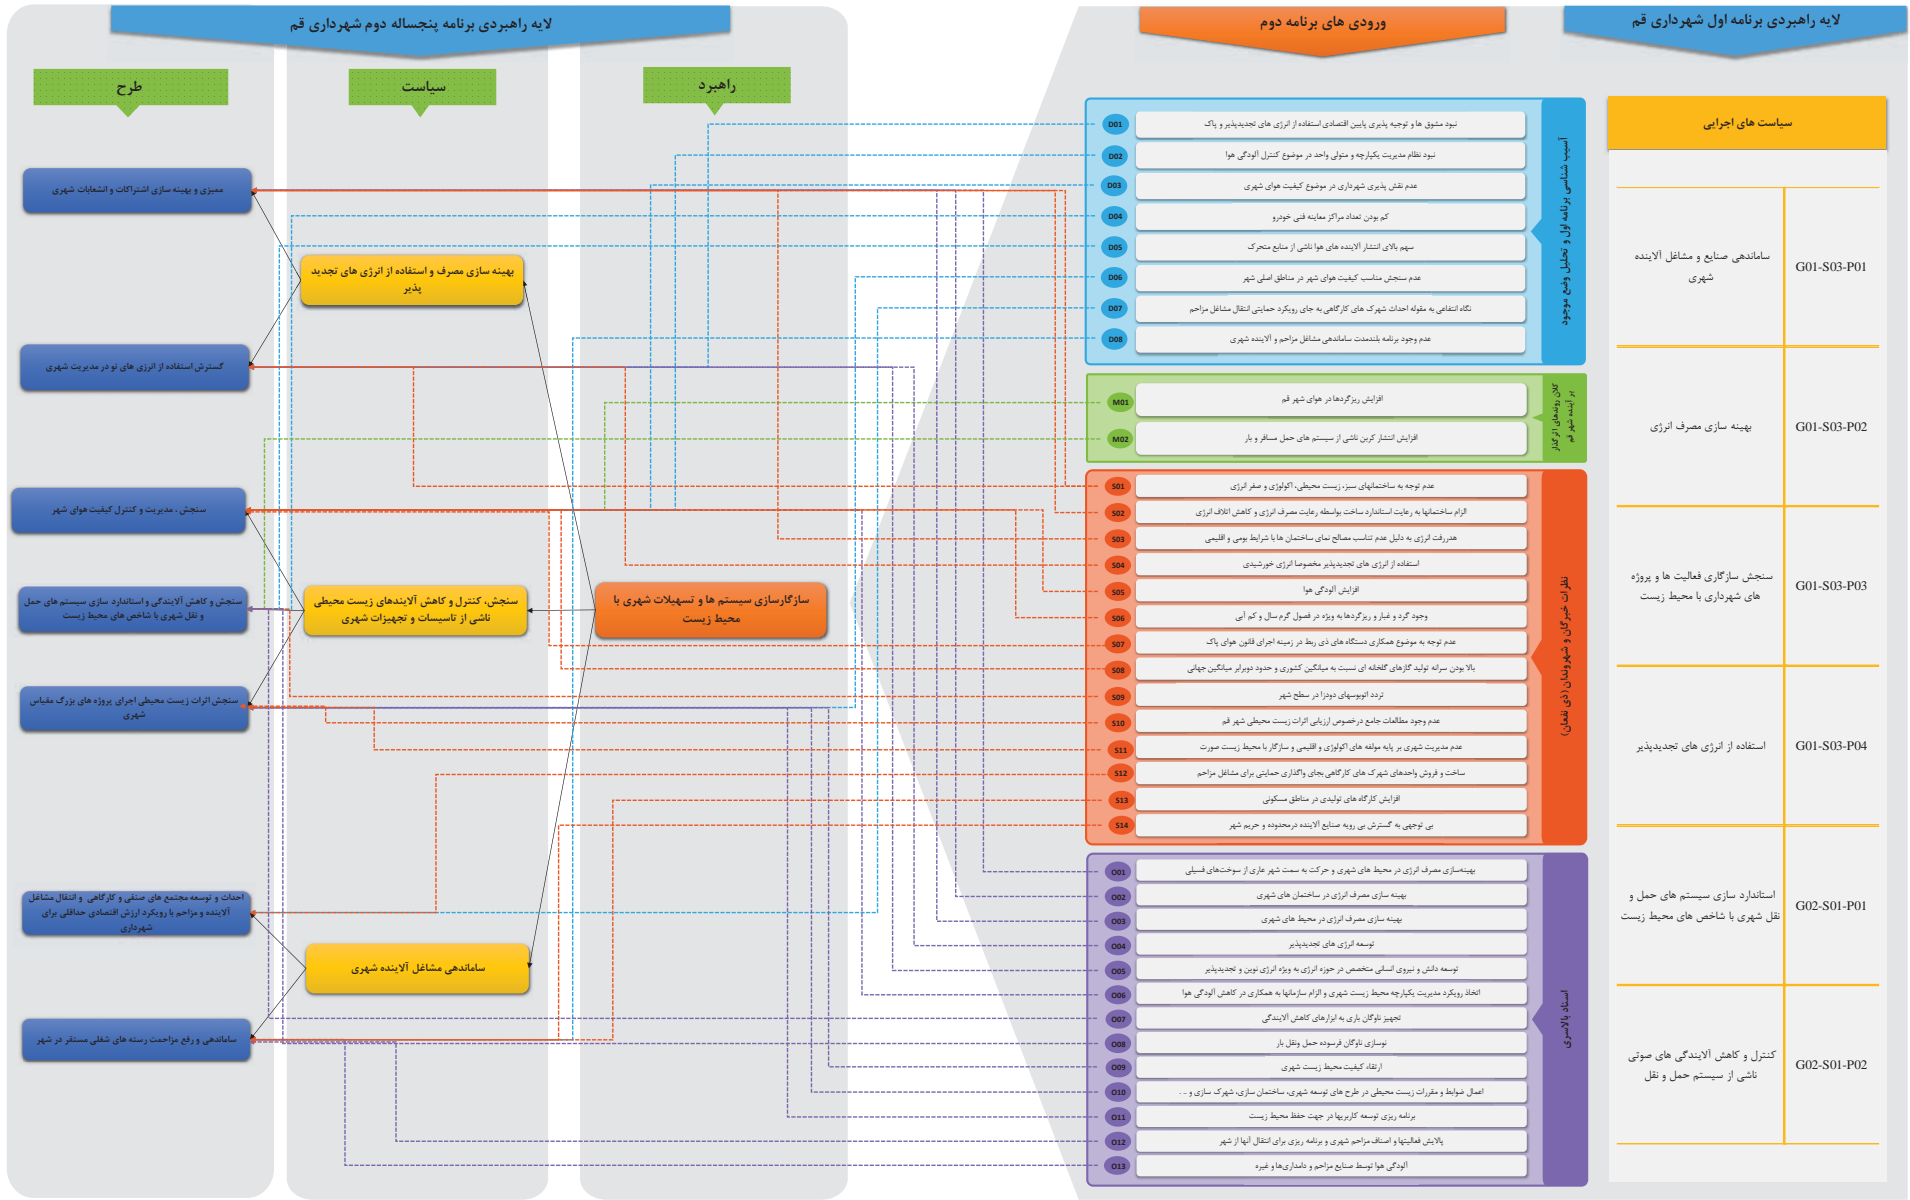 لایه راهبردی برنامه اول شهرداری قم
ورودی های برنامه دوم
لایه راهبردی برنامه پنجساله دوم شهرداری قم
سیاست های اجرایی
G01-S03-P01
ساماندهی صنایع و مشاغل آلاینده
شهری
G01-S03-P02
بهینه سازی مصرف انرژی
G01-S03-P03
سنجش سازگاری فعالیت ها و پروژه
های شهرداری با محیط زیست
G01-S03-P04
استفاده از انرژی های تجدیدپذیر
G02-S01-P01
استاندارد سازی سیستم های حمل و
نقل شهری با شاخص های محیط زیست
G02-S01-P02
کنترل و کاهش آلایندگی های صوتی
ناشی از سیستم حمل و نقل
آسیب شناسی برنامه اول و تحلیل وضع موجود
D01 نبود مشوق ها و توجیه پذیری پایین اقتصادی استفاده از انرژی های تجدیدپذیر و پاک
D02 نبود نظام مدیریت یکپارچه و متولی واحد در موضوع کنترل آلودگی هوا
D03 عدم نقش پذیری شهرداری در موضوع کیفیت هوای شهری
D04 کم بودن تعداد مراکز معاینه فنی خودرو
D05 سهم بالای انتشار آلاینده های هوا ناشی از منابع متحرک
D06 عدم سنجش مناسب کیفیت هوای شهر در مناطق اصلی شهر
D07 نگاه انتفاعی به مقوله احداث شهرک های کارگاهی به جای رویکرد حمایتی انتقال مشاغل مزاحم
D08 عدم وجود برنامه بلندمدت ساماندهی مشاغل مزاحم و آلاینده شهری
کلان روندهای اثرگذار
بر آینده شهر قم
M01 افزایش ریزگردها در هوای شهر قم
M02 افزایش انتشار کربن ناشی از سیستم های حمل مسافر و بار
نظرات خبرگان و شهروندان (ذی نفعان)
S01 عدم توجه به ساختمانهای سبز، زیست محیطی، اکولوژی و صفر انرژی
S02 الزام ساختمانها به رعایت استاندارد ساخت بواسطه رعایت مصرف انرژی و کاهش اتلاف انرژی
S03 هدررفت انرژی به دلیل عدم تناسب مصالح نمای ساختمان ها با شرایط بومی و اقلیمی
S04 استفاده از انرژی های تجدیدپذیر مخصوصا انرژی خورشیدی
S05 افزایش آلودگی هوا
S06 وجود گرد و غبار و ریزگردها به ویژه در فصول گرم سال و کم آبی
S07 عدم توجه به موضوع همکاری دستگاه های ذی ربط در زمینه اجرای قانون هوای پاک
S08 بالا بودن سرانه تولید گازهای گلخانه ای نسبت به میانگین کشوری و حدود دوبرابر میانگین جهانی
S09 تردد اتوبوسهای دودزا در سطح شهر
S10 عدم وجود مطالعات جامع درخصوص ارزیابی اثرات زیست محیطی شهر قم
S11 عدم مدیریت شهری بر پایه مولفه های اکولوژی و اقلیمی و سازگار با محیط زیست صورت
S12 ساخت و فروش واحدهای شهرک های کارگاهی بجای واگذاری حمایتی برای مشاغل مزاحم
S13 افزایش کارگاه های تولیدی در مناطق مسکونی
S14 بی توجهی به گسترش بی رویه صنایع آلاینده درمحدوده و حریم شهر
اسناد بالاسری
O01 بهینه‌سازی مصرف انرژی در محیط های شهری و حرکت به سمت شهر عاری از سوخت‌های فسیلی
O02 بهینه سازی مصرف انرژی در ساختمان های شهری
O03 بهینه سازی مصرف انرژی در محیط های شهری
O04 توسعه انرژی های تجدیدپذیر
O05 توسعه دانش و نیروی انسانی متخصص در حوزه انرژی به ویژه انرژی نوین و تجدیدپذیر
O06 اتخاذ رویکرد مدیریت یکپارچه محیط زیست شهری و الزام سازمانها به همکاری در کاهش آلودگی هوا
O07 تجهیز ناوگان باری به ابزارهای کاهش آلایندگی
O08 نوسازی ناوگان فرسوده حمل ونقل بار
O09 ارتقاء کیفیت محیط زیست شهری
O10 اعمال ضوابط و مقررات زیست محیطی در طرح های توسعه شهری، ساختمان سازی، شهرک سازی و ...
O11 برنامه ریزی توسعه کاربریها در جهت حفظ محیط زیست
O12 پالایش فعالیتها و اصناف مزاحم شهری و برنامه ریزی برای انتقال آنها از شهر
O13 آلودگی هوا توسط صنایع مزاحم و دامداری‌ها و غیره
راهبرد
سازگارسازی سیستم ها و تسهیلات شهری با
محیط زیست
سیاست
بهینه سازی مصرف و استفاده از انرژی های تجدید
پذیر
سنجش، کنترل و کاهش آلایندهای زیست محیطی
ناشی از تاسیسات و تجهیزات شهری
ساماندهی مشاغل آلاینده شهری
طرح
ممیزی و بهینه سازی اشتراکات و انشعابات شهری
گسترش استفاده از انرژی های نو در مدیریت شهری
سنجش ، مدیریت و کنترل کیفیت هوای شهر
سنجش و کاهش آلایندگی و استاندارد سازی سیستم های حمل
و نقل شهری با شاخص های محیط زیست
سنجش اثرات زیست محیطی اجرای پروژه های بزرگ مقیاس
شهری
احداث و توسعه مجتمع های صنفی و کارگاهی و انتقال مشاغل
آلاینده و مزاحم با رویکرد ارزش اقتصادی حداقلی برای
شهرداری
ساماندهی و رفع مزاحمت رسته های شغلی مستقر در شهر